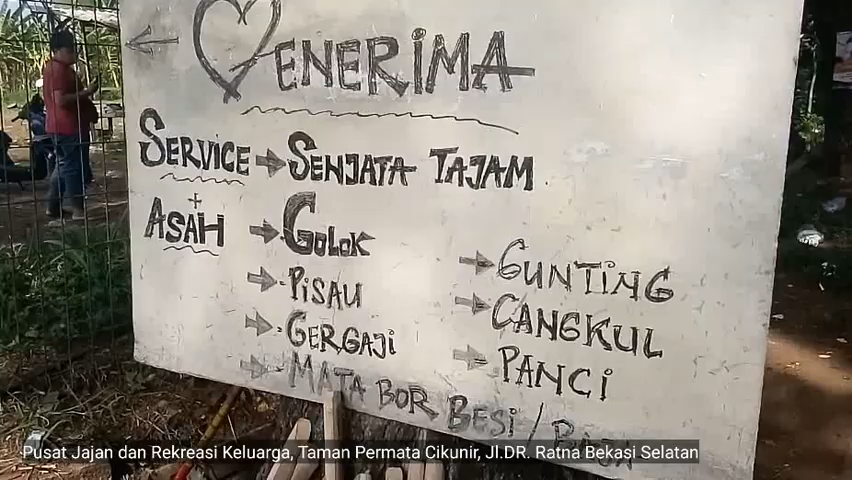 MENERIMA
SERVICE SENJATA TAJAM
+
ASAH GOLOK
PISAU
GERGAJI
MATA BOR BESI / BAJA
GUNTING
CANGKUL
PANCI
Pusat Jajan dan Rekreasi Keluarga, Taman Permata Cikunir, Jl.DR. Ratna Bekasi Selatan